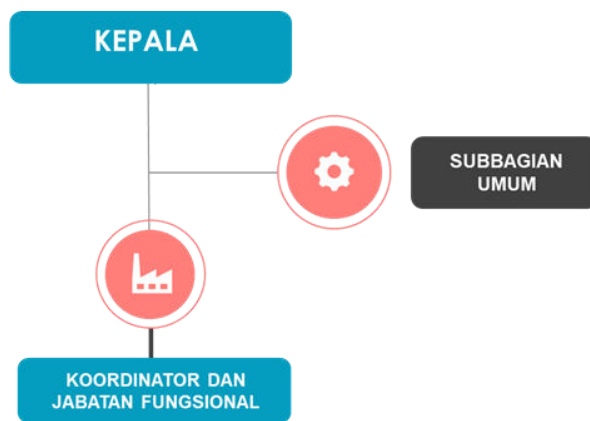 KEPALA
SUBBAGIAN
UMUM
KOORDINATOR DAN
JABATAN FUNGSIONAL